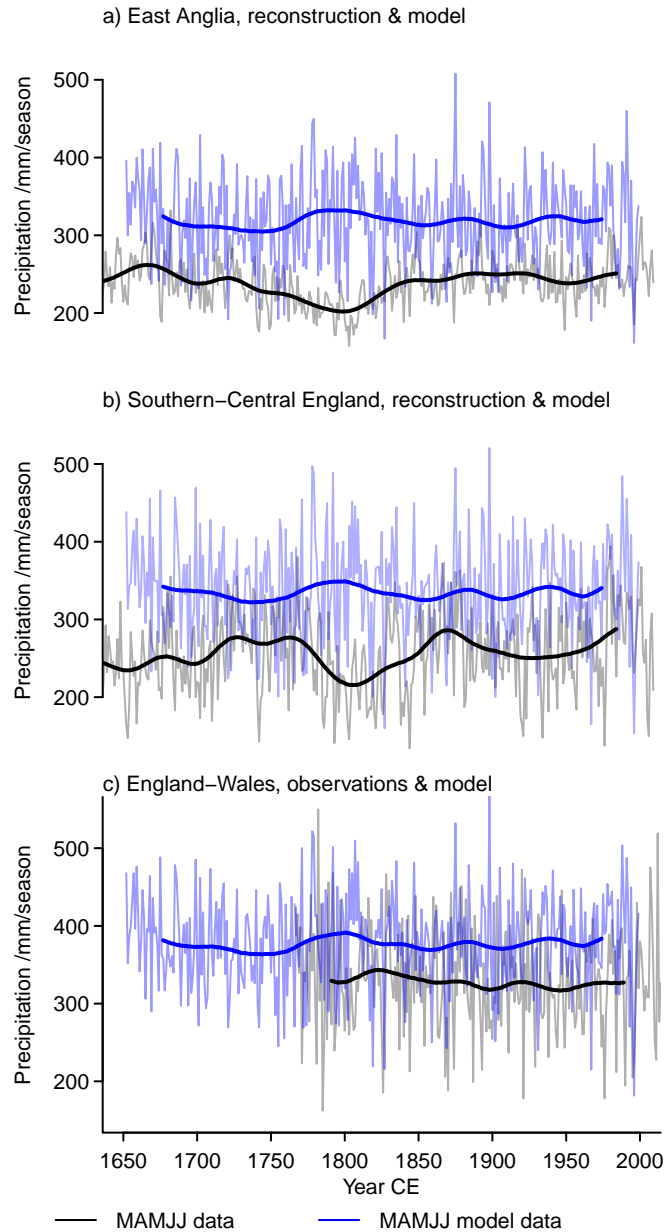 a) East Anglia, reconstruction & model
Precipitation /mm/season
500
400
300
200
b) Southern−Central England, reconstruction & model
Precipitation /mm/season
500
400
300
200
c) England−Wales, observations & model
Precipitation /mm/season
500
400
300
200
1650 1700 1750 1800 1850 1900 1950 2000
Year CE
MAMJJ data MAMJJ model data